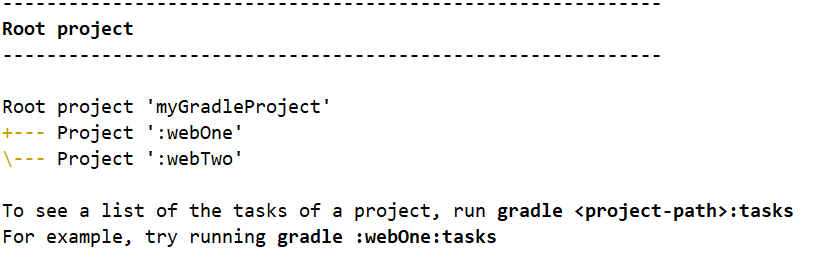 ------------------------------------------------------------
Root project
------------------------------------------------------------
Root project 'myGradleProject'
+--- Project ':webOne'
\--- Project ':webTwo'
To see a list of the tasks of a project, run gradle <project-path>:tasks
For example, try running gradle :webOne:tasks